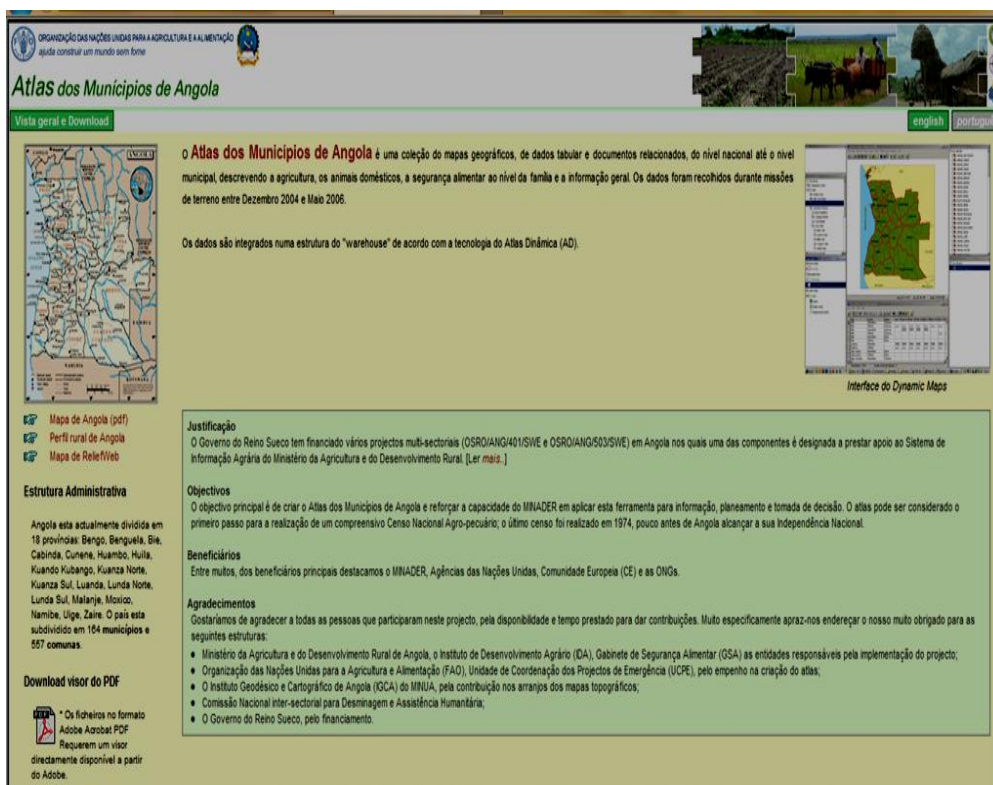 ORGANIZAÇÃO DAS NAÇÕES UNIDAS PARA A AGRICULTURA E A ALIMENTAÇÃO
ajuda construir um mundo sem fome
Atlas dos Municípios de Angola
Vista geral e Download
english
portugu
O Atlas dos Municípios de Angola é uma coleção do mapas geográficos, de dados tabular e documentos relacionados, do nível nacional até o nível
municipal, descrevendo a agricultura, os animais domésticos, a segurança alimentar ao nível da família e a informação geral. Os dados foram recolhidos durante missões
de terreno entre Dezembro 2004 e Maio 2006.
Os dados são integrados numa estrutura do "warehouse" de acordo com a tecnologia do Atlas Dinâmica (AD).
ANGOLA
Interface do Dynamic Maps
Mapa de Angola (pdf)
Perfil rural de Angola
Mapa de ReliefWeb
Estrutura Administrativa
Angola esta actualmente dividida em
18 províncias: Bengo, Benguela, Bie,
Cabinda, Cunene, Huambo, Huila,
Kuando Kubango, Kuanza Norte,
Kuanza Sul, Luanda, Lunda Norte,
Lunda Sul, Malanje, Moxico,
Namibe, Uige, Zaire. O país esta
subdividido em 164 municípios e
557 comunas.
Download visor do PDF
* Os ficheiros no formato
Adobe Acrobat PDF
Requerem um visor
directamente disponível a partir
do Adobe.
Justificação
O Governo do Reino Sueco tem financiado vários projectos multi-sectoriais (OSRO/ANG/401/SWE e OSRO/ANG/503/SWE) em Angola nos quais uma das componentes é designada a prestar apoio ao Sistema de
Informação Agrária do Ministério da Agricultura e do Desenvolvimento Rural. [Ler mais..]
Objectivos
O objectivo principal é de criar o Atlas dos Municípios de Angola e reforçar a capacidade do MINADER em aplicar esta ferramenta para informação, planeamento e tomada de decisão. O atlas pode ser considerado o
primeiro passo para a realização de um compreensivo Censo Nacional Agro-pecuário; o último censo foi realizado em 1974, pouco antes de Angola alcançar a sua Independência Nacional.
Beneficiários
Entre muitos, dos beneficiários principais destacamos o MINADER, Agências das Nações Unidas, Comunidade Europeia (CE) e as ONGs.
Agradecimentos
Gostaríamos de agradecer a todas as pessoas que participaram neste projecto, pela disponibilidade e tempo prestado para dar contribuições. Muito especificamente apraz-nos endereçar o nosso muito obrigado para as
seguintes estruturas:
● Ministério da Agricultura e do Desenvolvimento Rural de Angola, o Instituto de Desenvolvimento Agrário (IDA), Gabinete de Segurança Alimentar (GSA) as entidades responsáveis pela implementação do projecto;
● Organização das Nações Unidas para a Agricultura e Alimentação (FAO), Unidade de Coordenação dos Projectos de Emergência (UCPE), pelo empenho na criação do atlas;
● O Instituto Geodésico e Cartográfico de Angola (IGCA) do MINUA, pela contribuição nos arranjos dos mapas topográficos;
● Comissão Nacional inter-sectorial para Desminagem e Assistência Humanitária;
● O Governo do Reino Sueco, pelo financiamento.